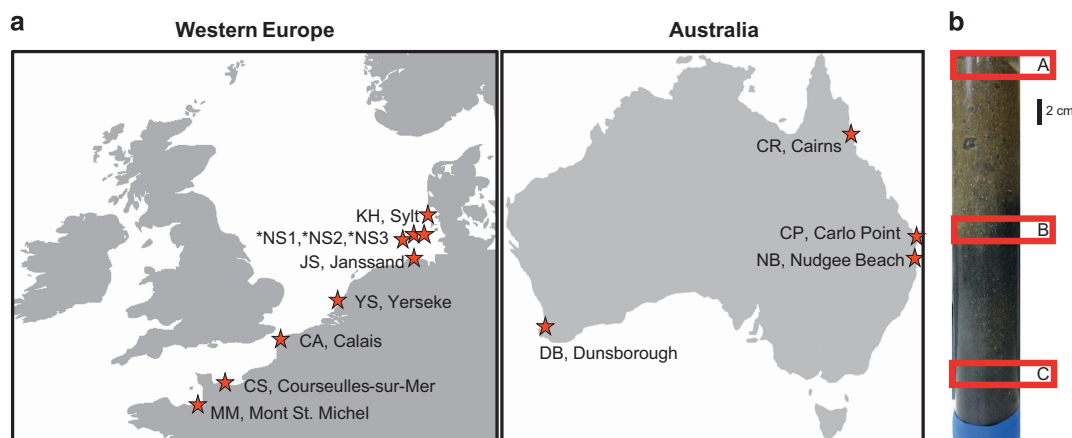 a
Western Europe
KH, Sylt
*NS1,*NS2,*NS3
JS, Janssand
YS, Yerseke
CA, Calais
CS, Courseulles-sur-Mer
MM, Mont St. Michel
Australia
CR, Cairns
CP, Carlo Point
NB, Nudgee Beach
DB, Dunsborough
b
A
2 cm
B
C